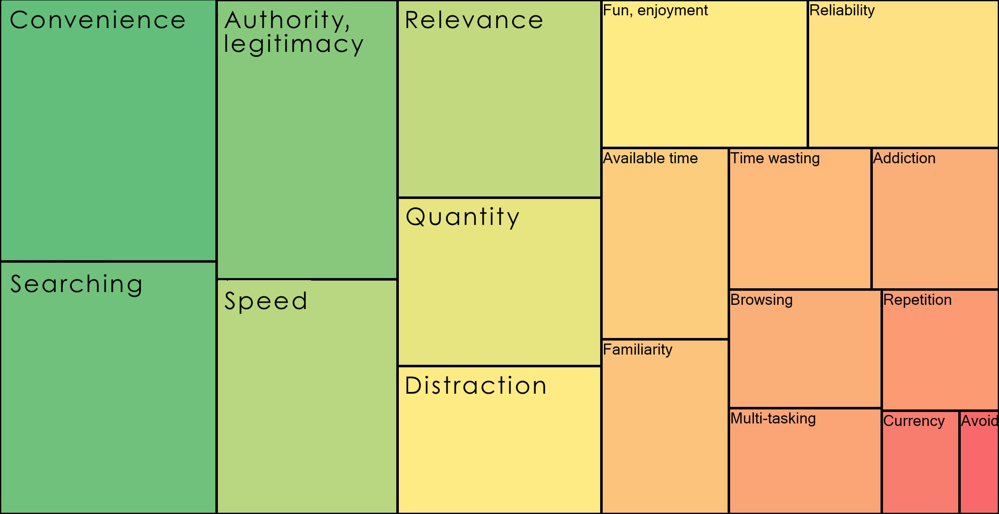 Convenience
Authority,
legitimacy
Relevance
Fun, enjoyment
Reliability
Available time
Time wasting
Addiction
Quantity
Searching
Speed
Browsing
Repetition
Familiarity
Distraction
Multi-tasking
Currency
Avoid